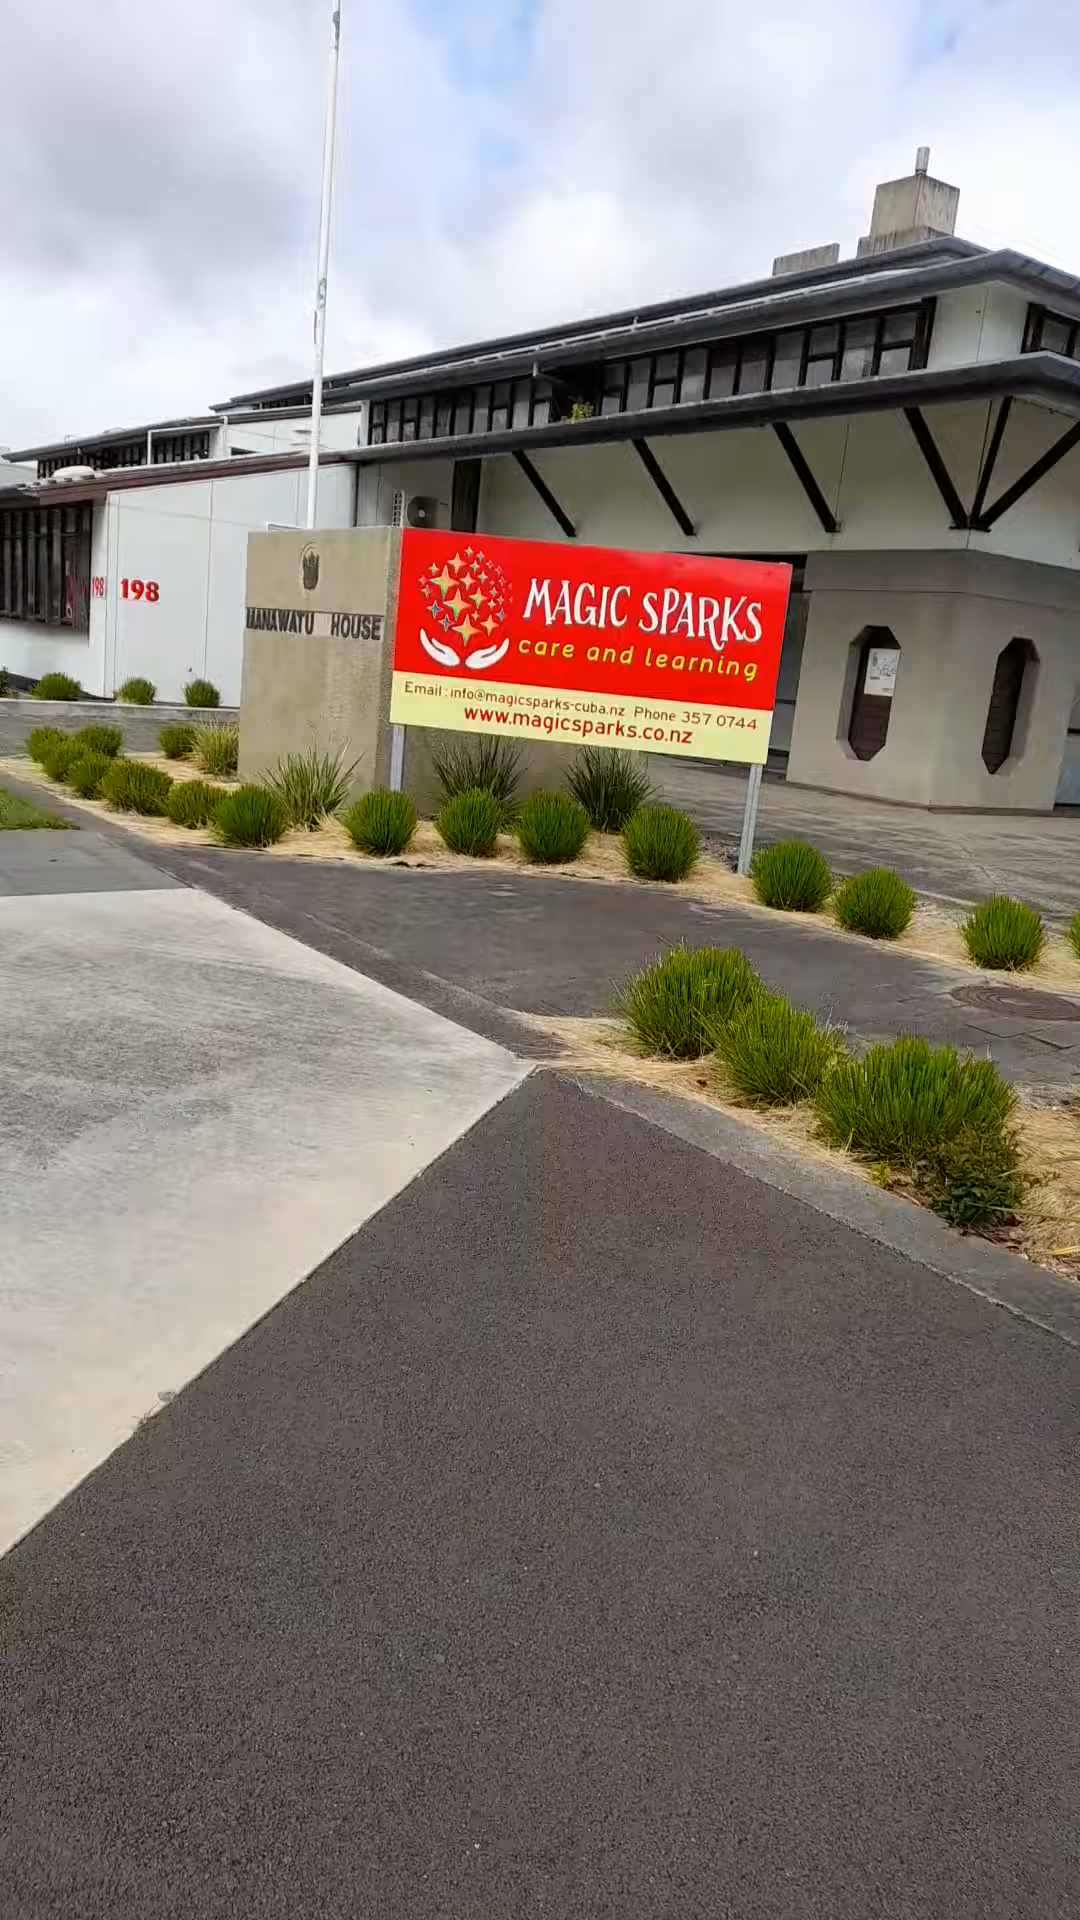 198
198
MANAWATU HOUSE
MAGIC SPARKS
care and learning
Email: info@magicsparks-cuba.nz Phone 357 0744
www.magicsparks.co.nz